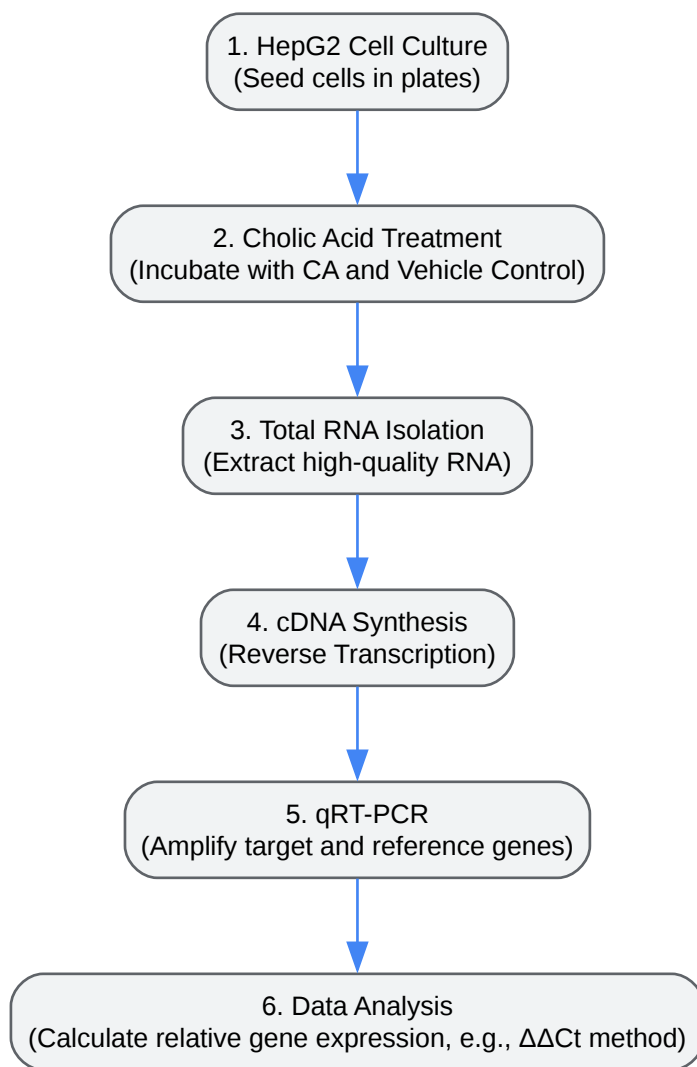 1. HepG2 Cell Culture
(Seed cells in plates)
2. Cholic Acid Treatment
(Incubate with CA and Vehicle Control)
3. Total RNA Isolation
(Extract high-quality RNA)
4. cDNA Synthesis
(Reverse Transcription)
5. qRT-PCR
(Amplify target and reference genes)
6. Data Analysis
(Calculate relative gene expression, e.g., ΔΔCt method)